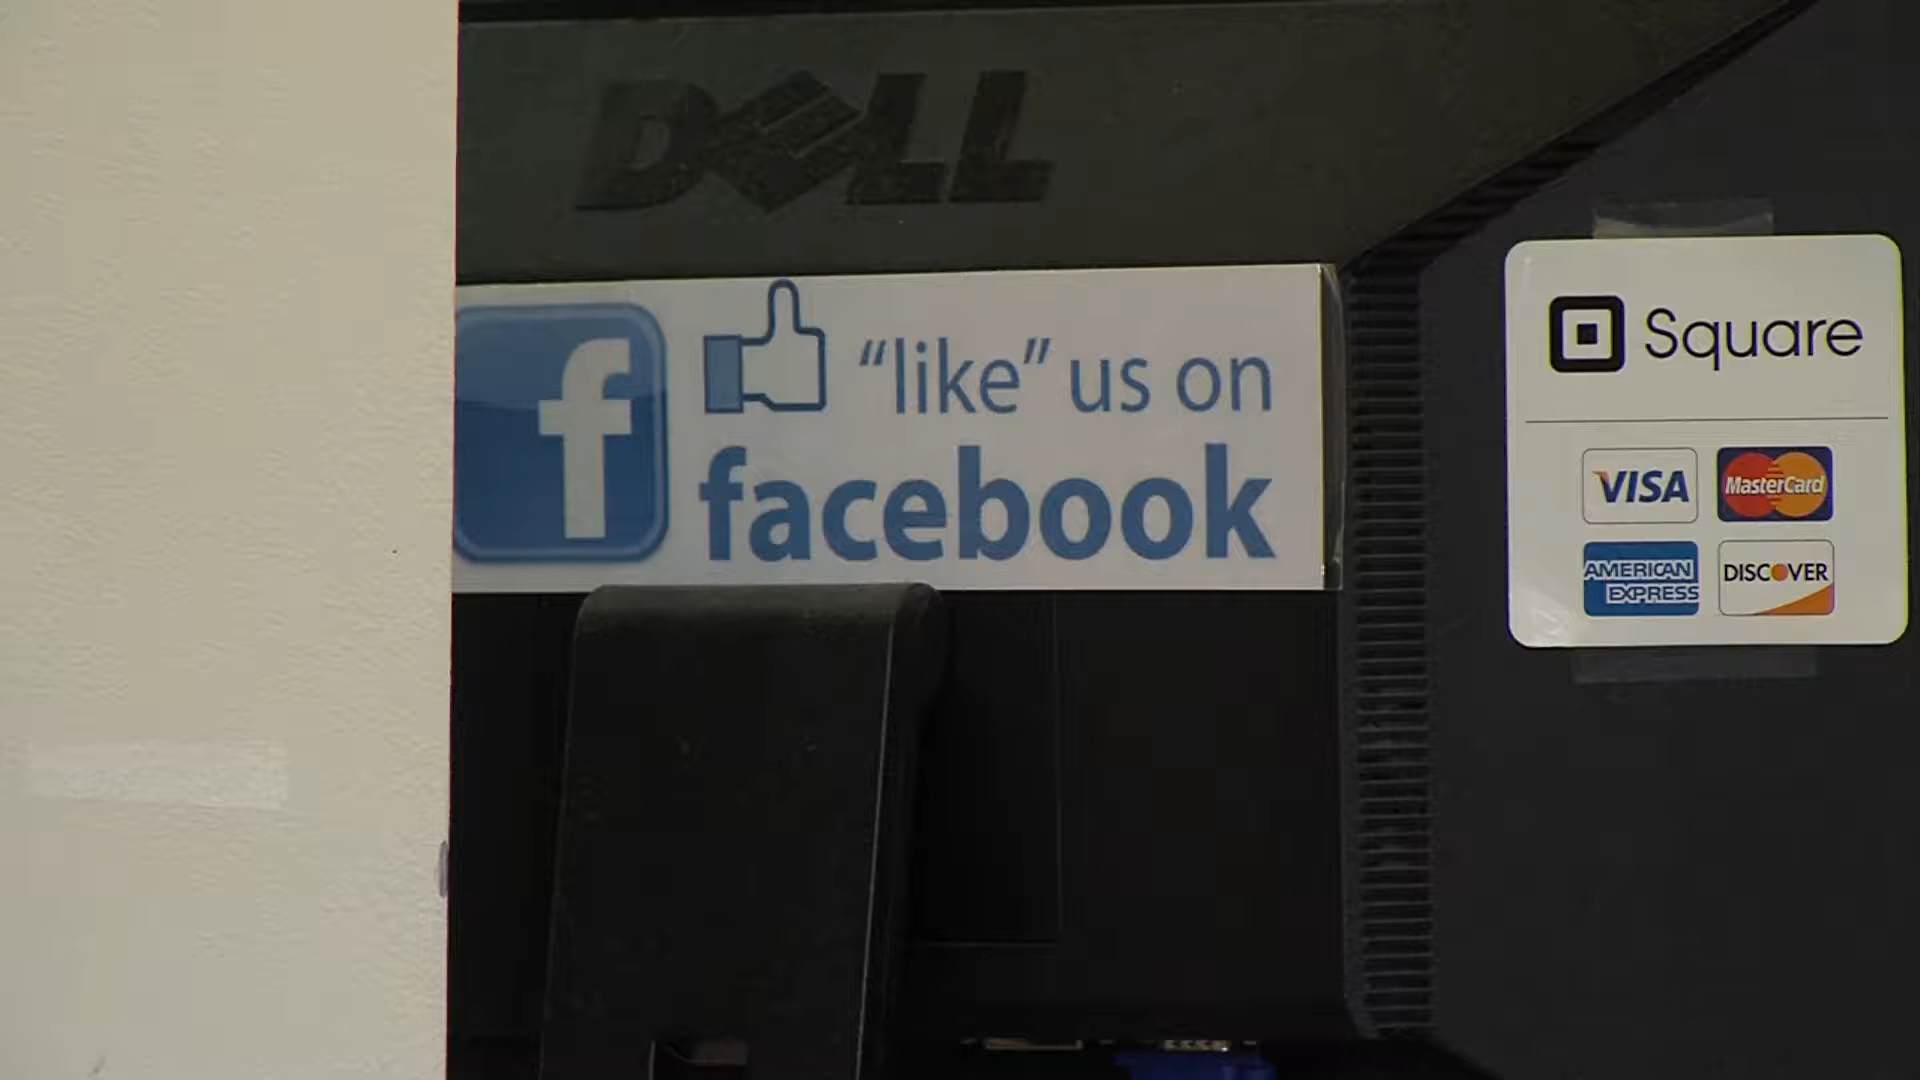 DELL
f
"like" us on
facebook
Square
VISA
MasterCard
AMERICAN
EXPRESS
DISCOVER